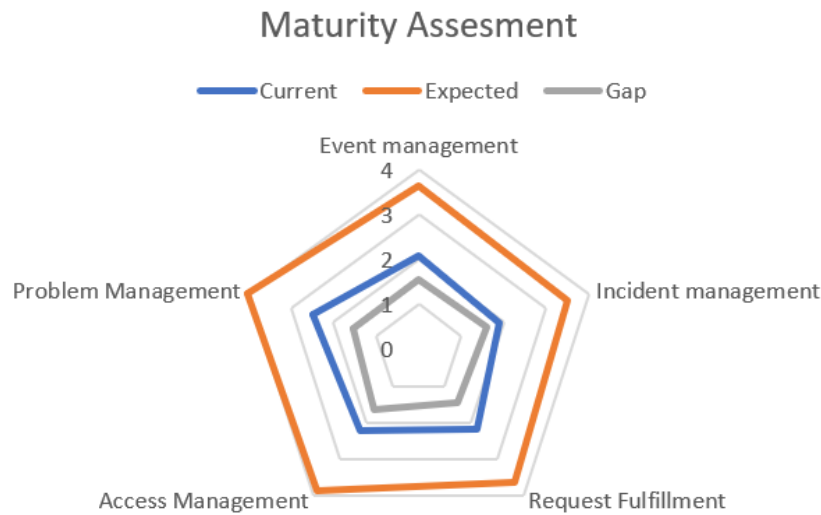 Maturity Assesment
Current Expected Gap
Event management
4
3
2
1
0
Problem Management
Incident management
Access Management
Request Fulfillment